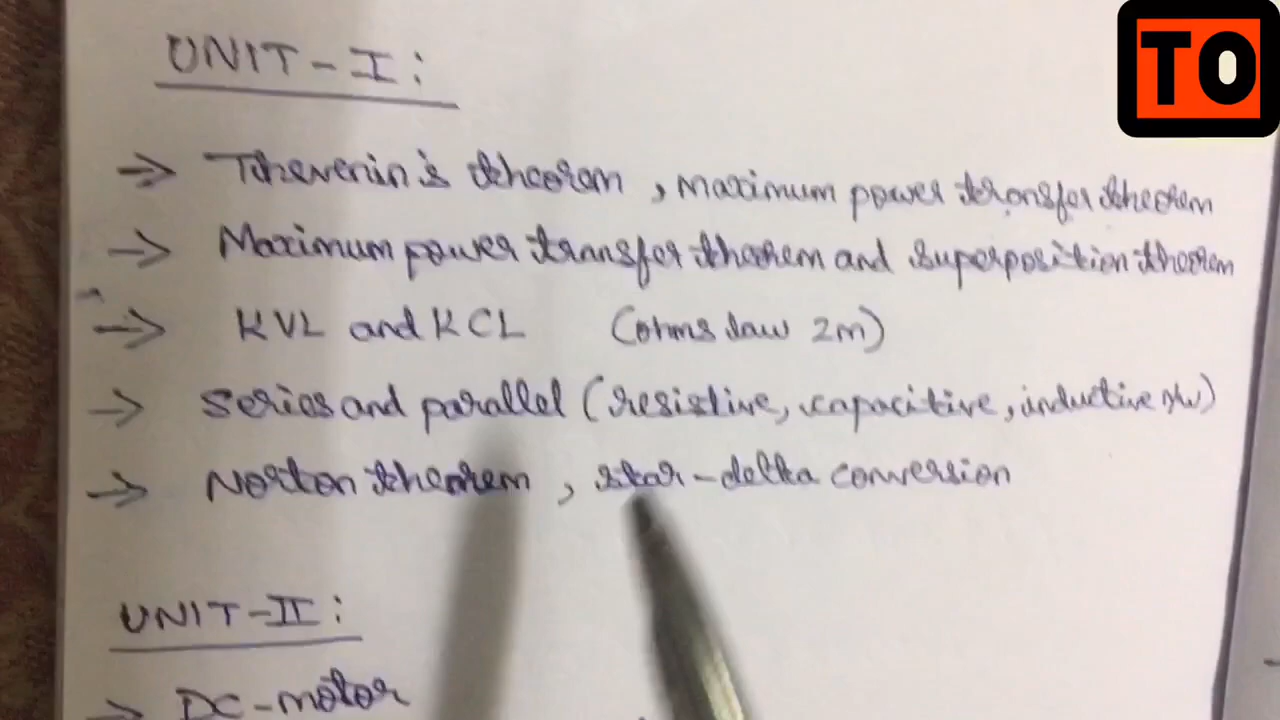 TO
UNIT-I:
→ Thevenin's theorem, Maximum power transfer theorem
→ Maximum power transfer theorem and superposition theorem
→ KVL and KCL (ohms law 2m)
→ series and parallel (resistive, capacitive, inductive n/w)
→ Norton theorem, star-delta conversion
UNIT-II:
→ DC-motor